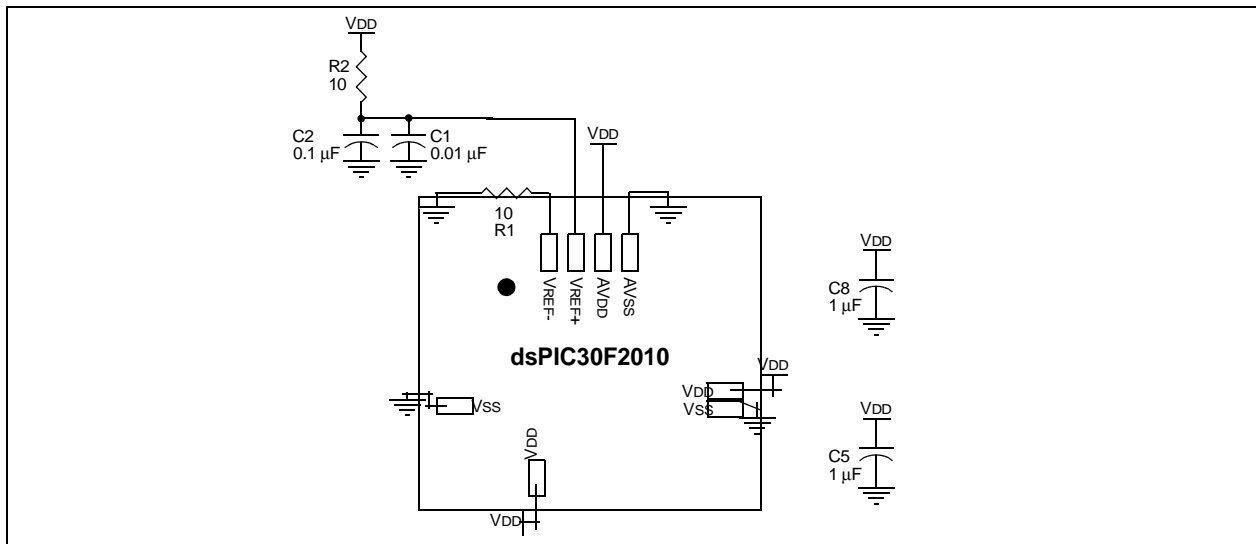 VDD
R2
10
C2
0.1 μF
C1
0.01 μF
VDD
10
R1
VREF-
VREF+
AVDD
AVSS
VDD
C8
1 μF
dsPIC30F2010
VDD
VDD
VSS
VSS
VDD
VDD
VDD
C5
1 μF